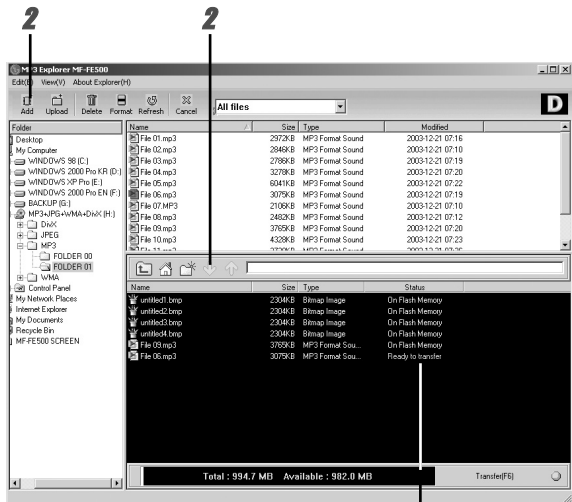 2 2
MP3 Explorer MF-FE500
Edit(E) View(V) About Explorer(H)
Add Upload Delete Format Refresh Cancel All files D
Folder
Desktop
My Computer
WINDOWS 98 (C:)
WINDOWS 2000 Pro KR (D:)
WINDOWS XP Pro (E:)
WINDOWS 2000 Pro EN (F:)
BACKUP (G:)
MP3+JPG+WMA+DivX (H:)
DivX
JPEG
MP3
FOLDER 00
FOLDER 01
WMA
Control Panel
My Network Places
Internet Explorer
My Documents
Recycle Bin
MF-FE500 SCREEN
Name Size Type Modified
File 01.mp3 2972KB MP3 Format Sound 2003-12-21 07:16
File 02.mp3 2846KB MP3 Format Sound 2003-12-21 07:10
File 03.mp3 2786KB MP3 Format Sound 2003-12-21 07:19
File 04.mp3 3278KB MP3 Format Sound 2003-12-21 07:20
File 05.mp3 6041KB MP3 Format Sound 2003-12-21 07:22
File 06.mp3 3075KB MP3 Format Sound 2003-12-21 07:19
File 07.MP3 2106KB MP3 Format Sound 2003-12-21 07:10
File 08.mp3 2482KB MP3 Format Sound 2003-12-21 07:12
File 09.mp3 3765KB MP3 Format Sound 2003-12-21 07:20
File 10.mp3 4328KB MP3 Format Sound 2003-12-21 07:23
Name Size Type Status
untitled1.bmp 2304KB Bitmap Image On Flash Memory
untitled2.bmp 2304KB Bitmap Image On Flash Memory
untitled3.bmp 2304KB Bitmap Image On Flash Memory
untitled4.bmp 2304KB Bitmap Image On Flash Memory
File 09.mp3 3765KB MP3 Format Sou... On Flash Memory
File 06.mp3 3075KB MP3 Format Sou... Ready to transfer
Total : 994.7 MB Available : 982.0 MB Transfer(F6)